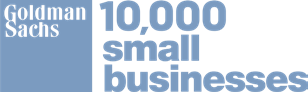 Goldman
Sachs
10,000
small
businesses